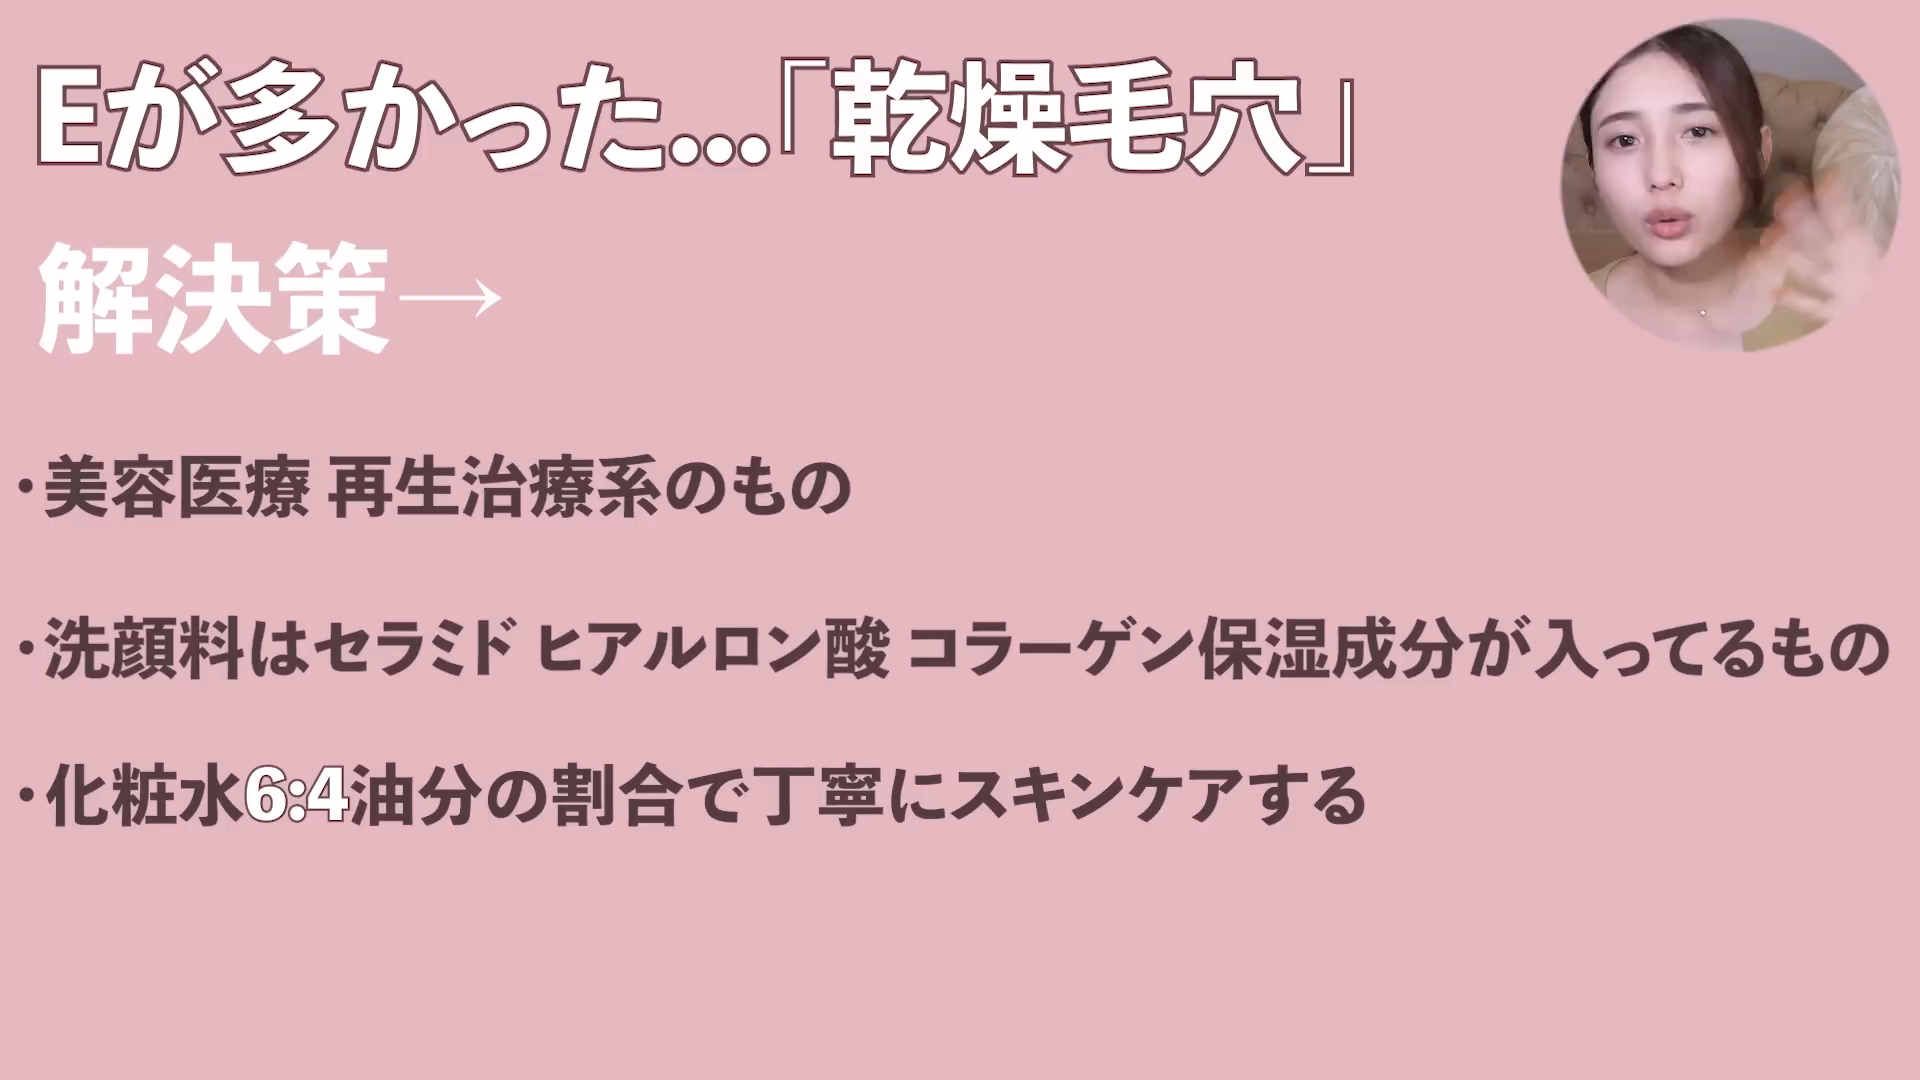 Eが多かった...「乾燥毛穴」
解決策→
・美容医療 再生治療系のもの
・洗顔料はセラミド ヒアルロン酸 コラーゲン保湿成分が入ってるもの
・化粧水6:4油分の割合で丁寧にスキンケアする